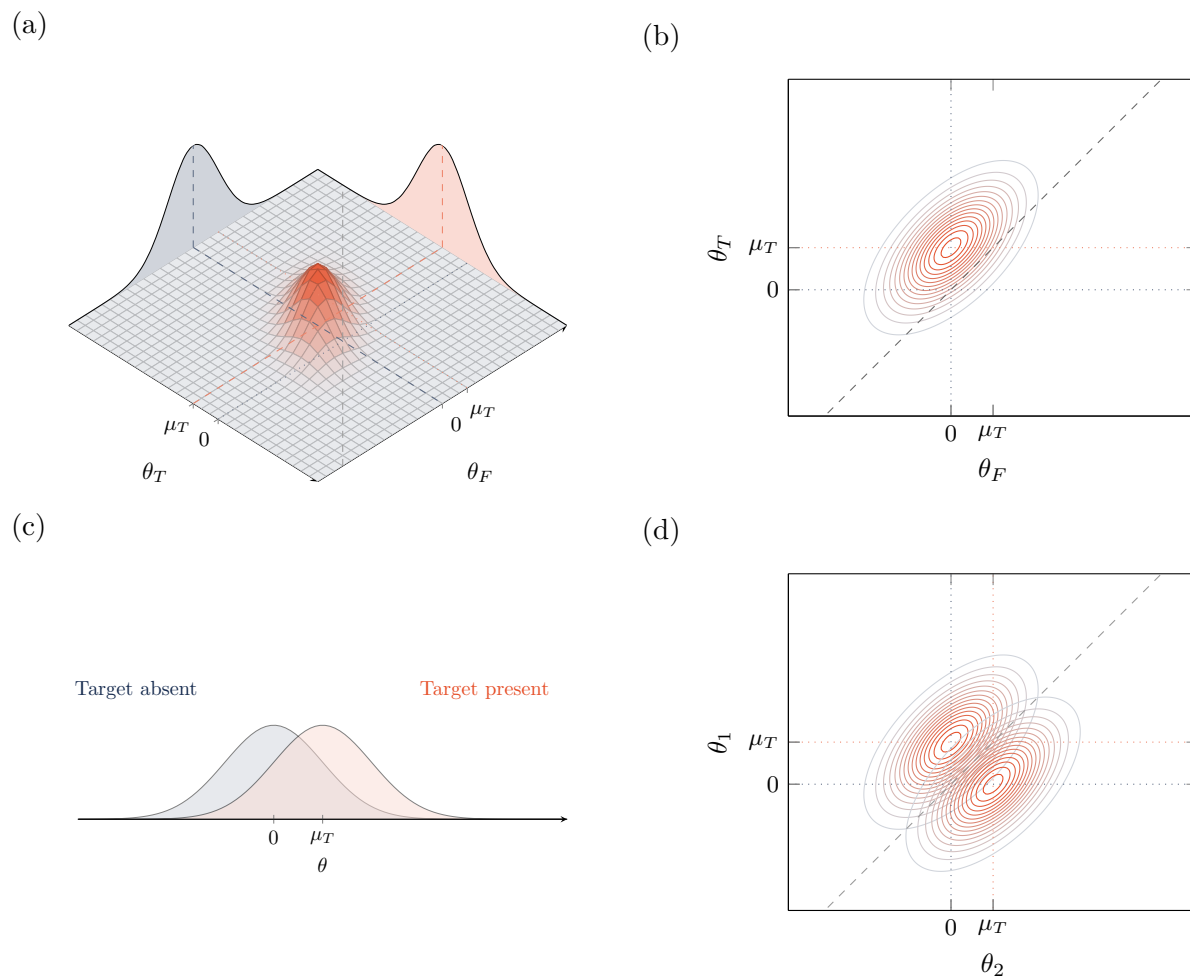 (a)
μ_T
0
θ_T
0
μ_T
θ_F
(b)
θ_T
μ_T
0
0
μ_T
θ_F
(c)
Target absent
Target present
0
μ_T
θ
(d)
θ_1
μ_T
0
0
μ_T
θ_2